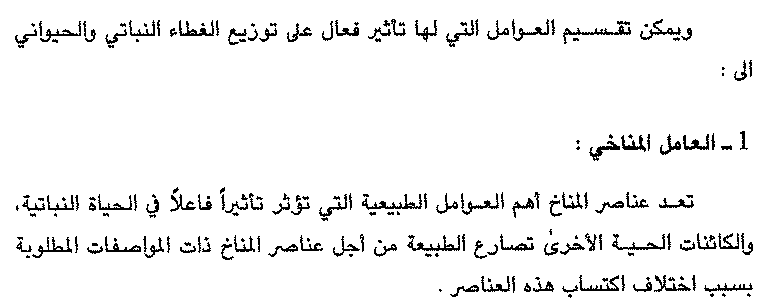 ويمكن تقسيم العوامل التي لها تأثير فعال على توزيع الغطاء النباتي والحيواني
الى :
1 ـ العامل المناخي :
تعد عناصر المناخ أهم العوامل الطبيعية التي تؤثر تأثيراً فاعلاً في الحياة النباتية،
والكائنات الحية الأخرىٰ تصارع الطبيعة من أجل عناصر المناخ ذات المواصفات المطلوبة
بسبب اختلاف اكتساب هذه العناصر .